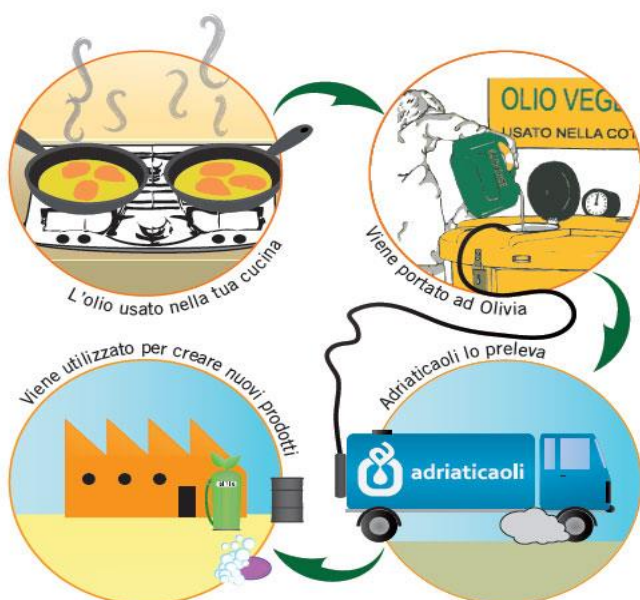 L'olio usato nella tua cucina
OLIO VEGE
USATO NELLA COT
Viene portato ad Olivia
Adriaticaoli lo preleva
adriaticaoli
Viene utilizzato per creare nuovi prodotti